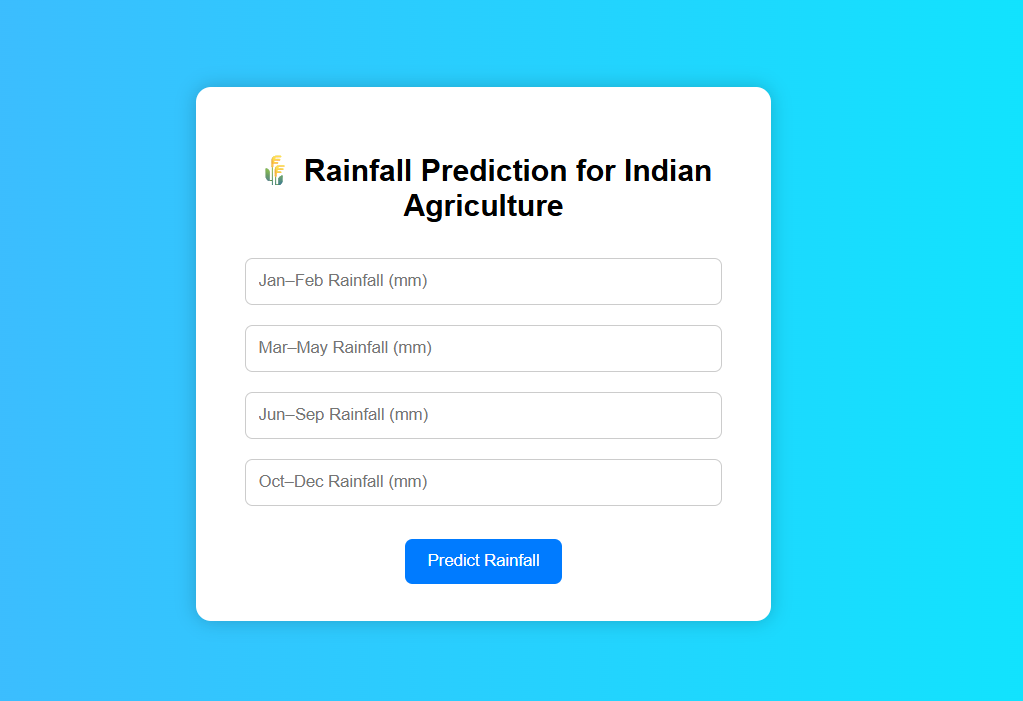 🌾 Rainfall Prediction for Indian
Agriculture
Jan–Feb Rainfall (mm)
Mar–May Rainfall (mm)
Jun–Sep Rainfall (mm)
Oct–Dec Rainfall (mm)
Predict Rainfall